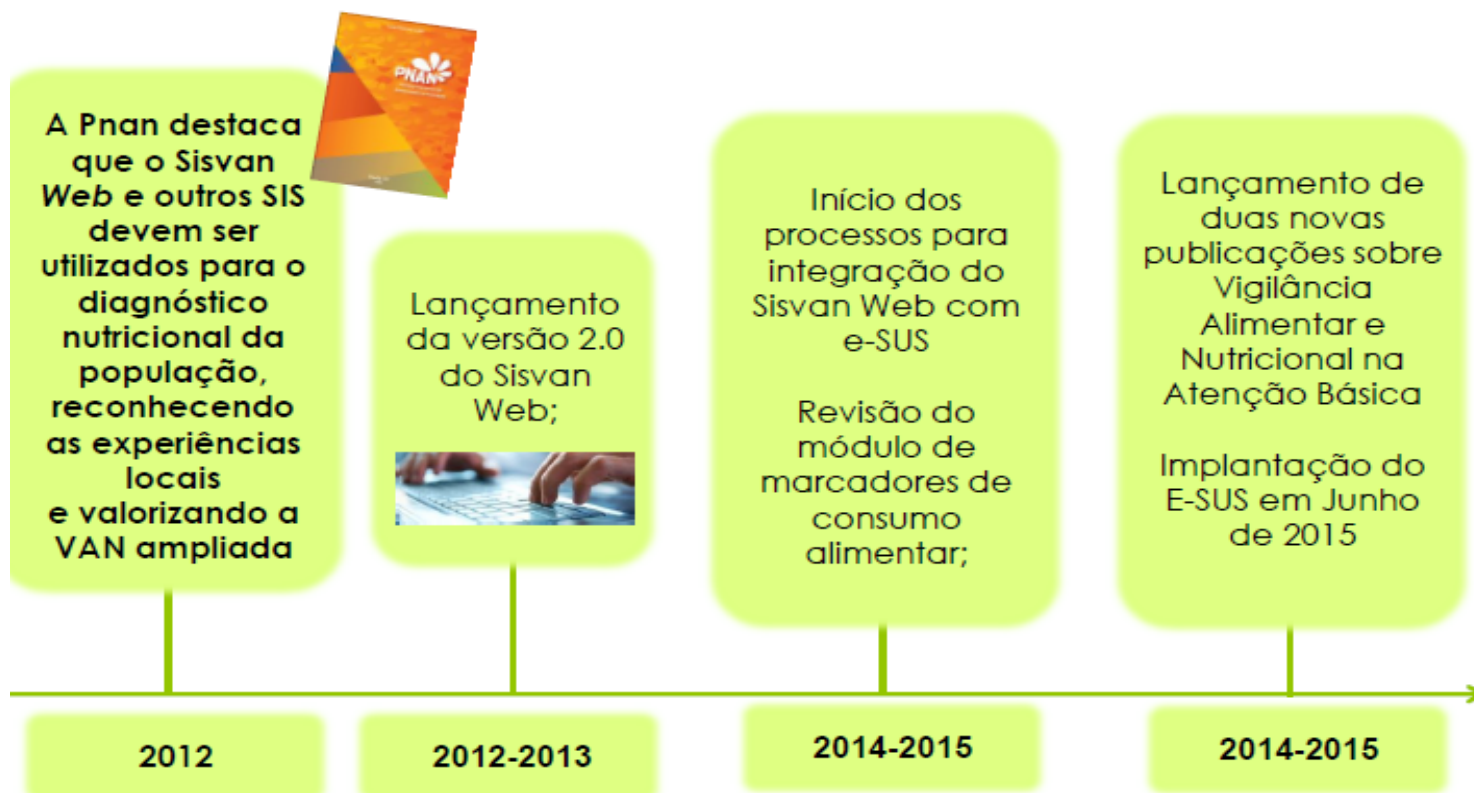 PNAN
A Pnan destaca
que o Sisvan
Web e outros SIS
devem ser
utilizados para o
diagnóstico
nutricional da
população,
reconhecendo
as experiências
locais
e valorizando a
VAN ampliada
Lançamento
da versão 2.0
do Sisvan
Web;
Início dos
processos para
integração do
Sisvan Web com
e-SUS
Revisão do
módulo de
marcadores de
consumo
alimentar;
Lançamento de
duas novas
publicações sobre
Vigilância
Alimentar e
Nutricional na
Atenção Básica
Implantação do
E-SUS em Junho
de 2015
2012
2012-2013
2014-2015
2014-2015